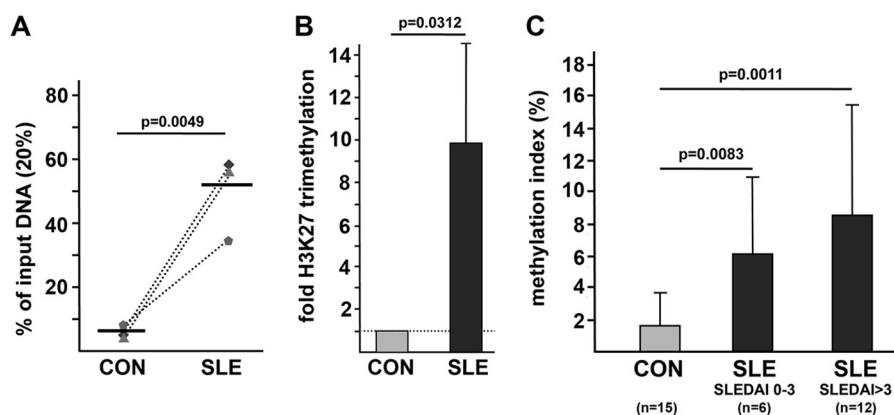 A
% of input DNA (20%)
80
60
40
20
p=0.0049
CON SLE
B
fold H3K27 trimethylation
14
12
10
8
6
4
2
p=0.0312
CON SLE
C
methylation index (%)
18
16
14
12
10
8
6
4
2
p=0.0011
p=0.0083
CON SLE SLE
SLEDAI 0-3 SLEDAI>3
(n=15) (n=6) (n=12)